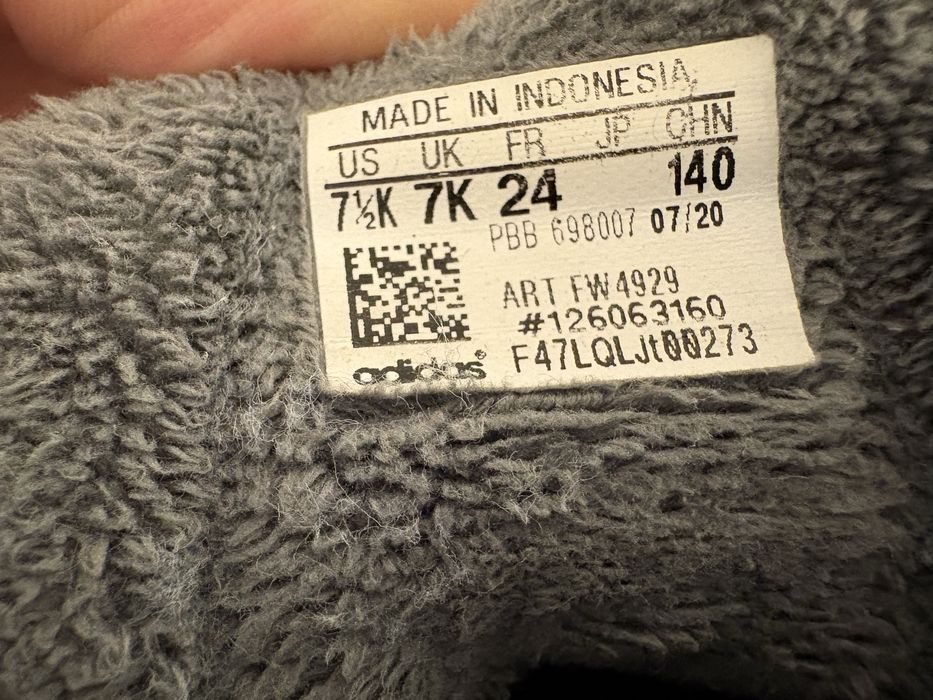 MADE IN INDONESIA
US UK FR JP CHN
7½K 7K 24 140
PBB 698007 07/20
ART FW4929
#126063160
F47LQLJt00273
adidas®